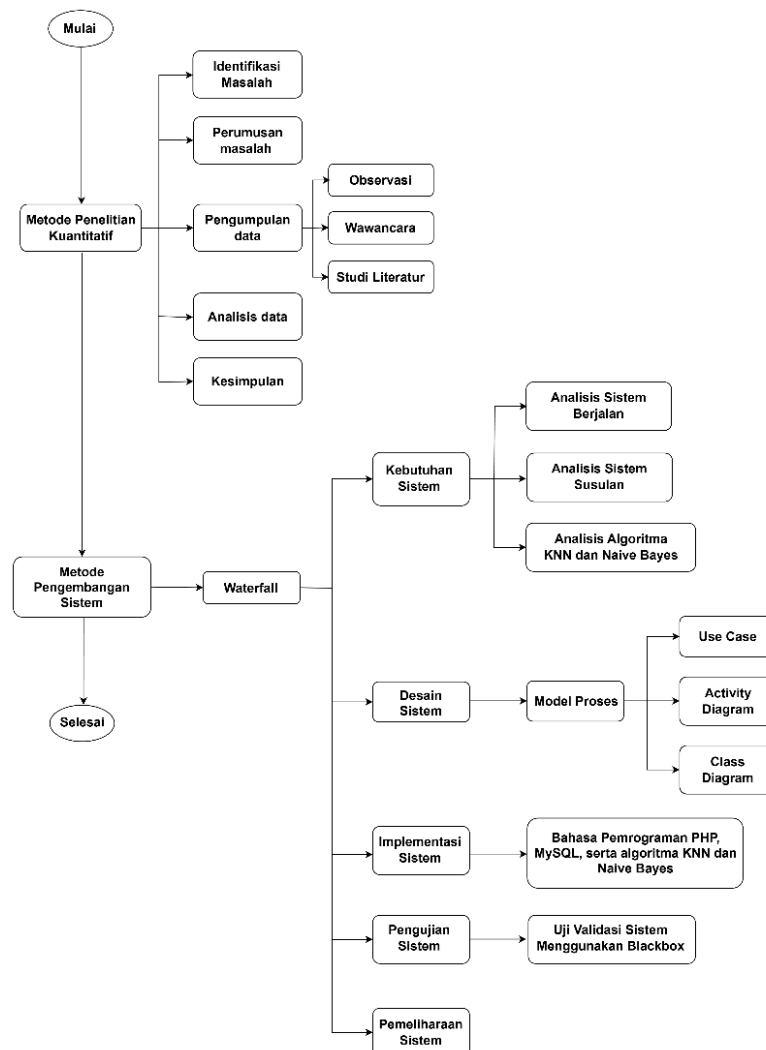 Mulai
Identifikasi
Masalah
Perumusan
masalah
Metode Penelitian
Kuantitatif
Pengumpulan
data
Observasi
Wawancara
Studi Literatur
Analisis data
Kesimpulan
Metode
Pengembangan
Sistem
Waterfall
Kebutuhan
Sistem
Analisis Sistem
Berjalan
Analisis Sistem
Susulan
Analisis Algoritma
KNN dan Naive Bayes
Selesai
Desain
Sistem
Model Proses
Use Case
Activity
Diagram
Class
Diagram
Implementasi
Sistem
Bahasa Pemrograman PHP,
MySQL, serta algoritma KNN dan
Naive Bayes
Pengujian
Sistem
Uji Validasi Sistem
Menggunakan Blackbox
Pemeliharaan
Sistem